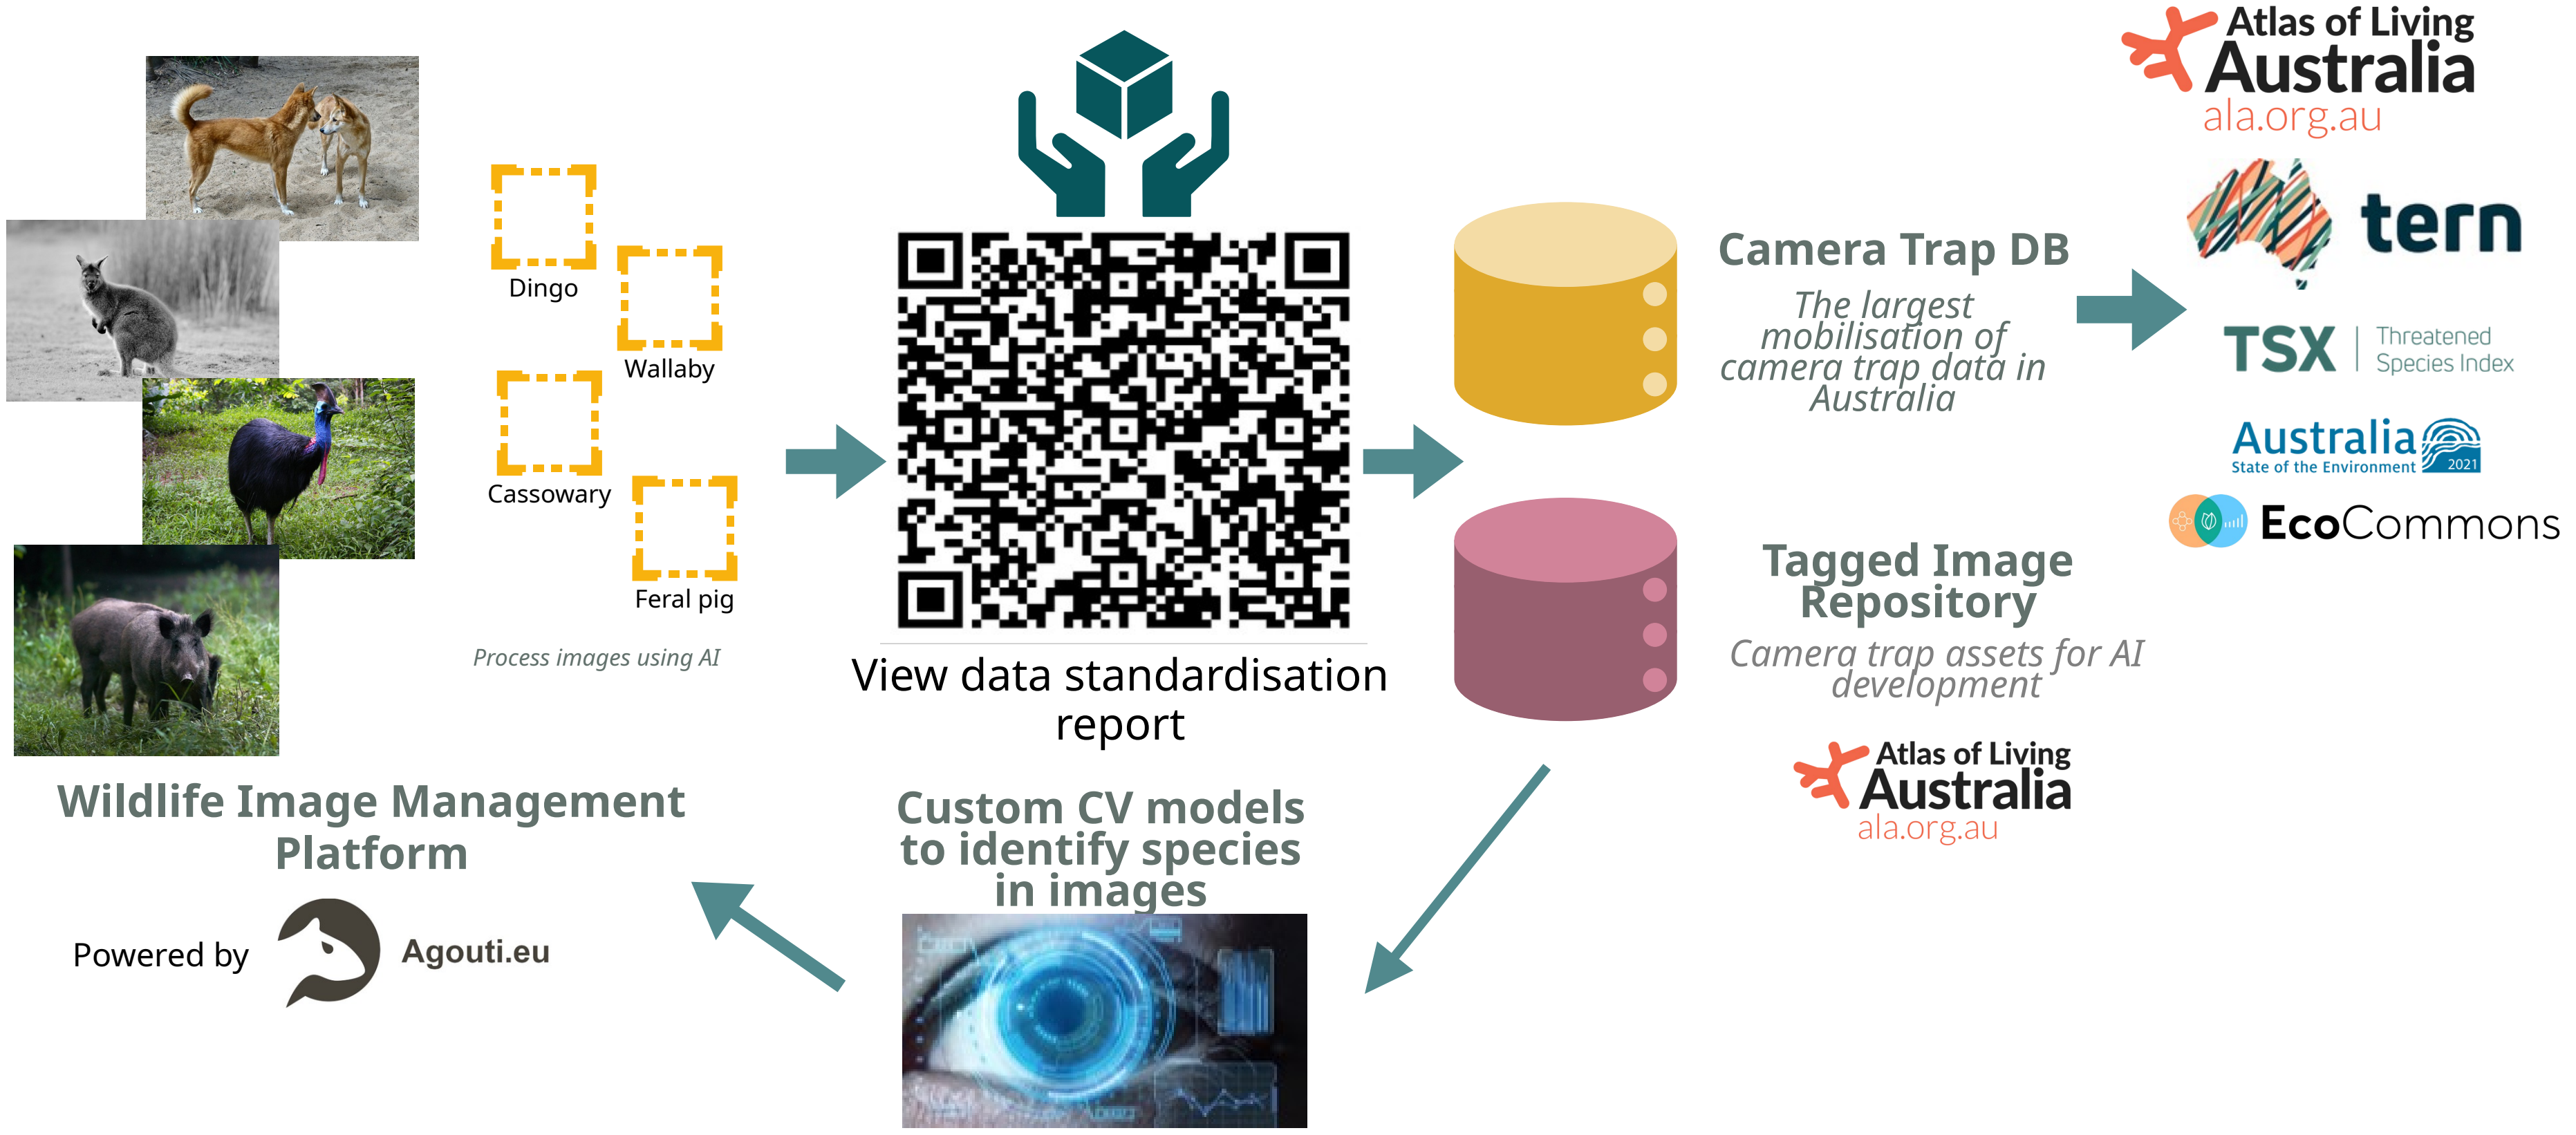 Dingo
Wallaby
Cassowary
Feral pig
Process images using AI
Wildlife Image Management
Platform
Powered by
Agouti.eu
View data standardisation
report
Custom CV models
to identify species
in images
Camera Trap DB
The largest
mobilisation of
camera trap data in
Australia
Tagged Image
Repository
Camera trap assets for AI
development
Atlas of Living
Australia
ala.org.au
Atlas of Living
Australia
ala.org.au
tern
TSX
Threatened
Species Index
Australia
State of the Environment
2021
EcoCommons